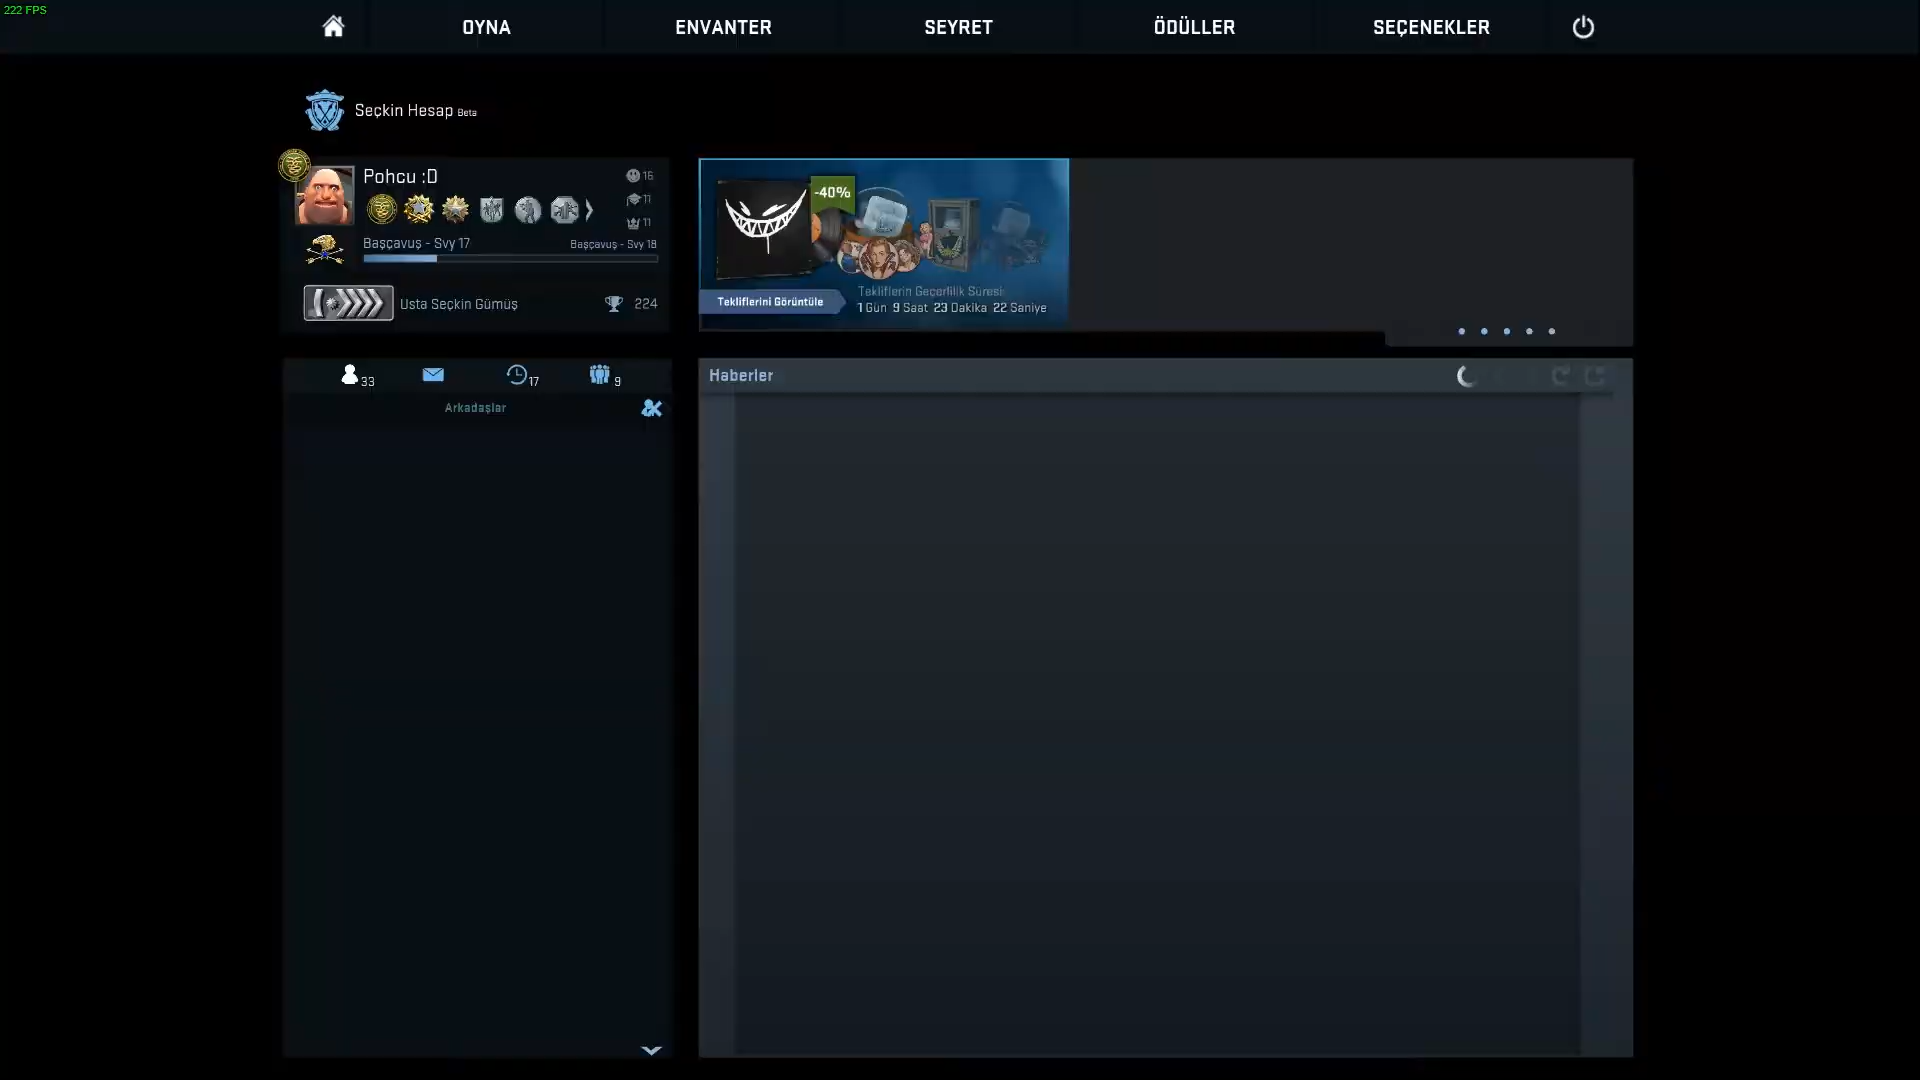 222 FPS
OYNA
ENVANTER
SEYRET
ÖDÜLLER
SEÇENEKLER
Seçkin Hesap Beta
Pohcu :D
16
11
11
Başçavuş - Svy 17
Başçavuş - Svy 18
Usta Seçkin Gümüş
224
-40%
Tekliflerini Görüntüle
Tekliflerin Geçerlilik Süresi:
1 Gün 9 Saat 23 Dakika 22 Saniye
33
17
9
Arkadaşlar
Haberler